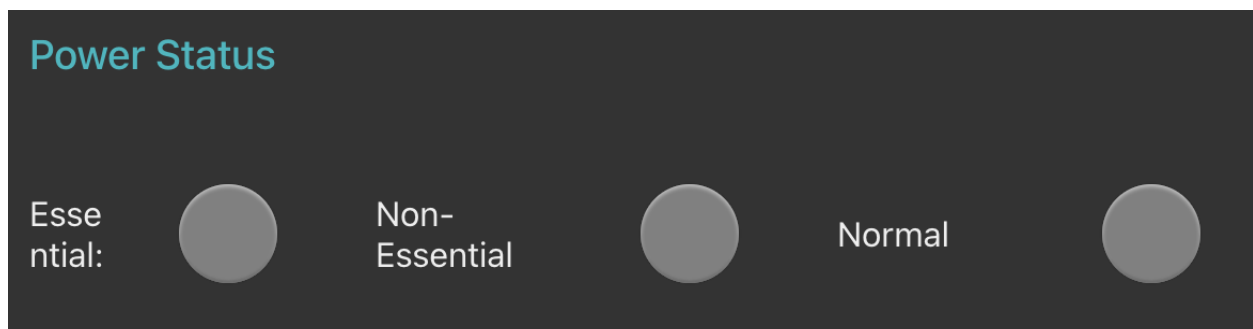 Power Status
Esse
ntial:
Non-
Essential
Normal